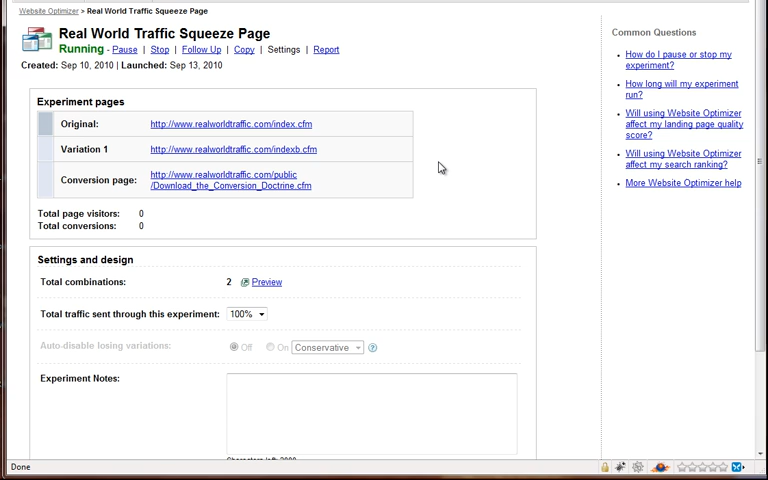 Website Optimizer > Real World Traffic Squeeze Page
Real World Traffic Squeeze Page
Running - Pause | Stop | Follow Up | Copy | Settings | Report
Created: Sep 10, 2010 | Launched: Sep 13, 2010
Experiment pages
Original: http://www.realworldtraffic.com/index.cfm
Variation 1 http://www.realworldtraffic.com/indexb.cfm
Conversion page: http://www.realworldtraffic.com/public
/Download_the_Conversion_Doctrine.cfm
Total page visitors: 0
Total conversions: 0
Settings and design
Total combinations: 2 Preview
Total traffic sent through this experiment: 100%
Auto-disable losing variations: Off On Conservative ?
Experiment Notes:
Characters left: 2000
Done
Common Questions
How do I pause or stop my
experiment?
How long will my experiment
run?
Will using Website Optimizer
affect my landing page quality
score?
Will using Website Optimizer
affect my search ranking?
More Website Optimizer help